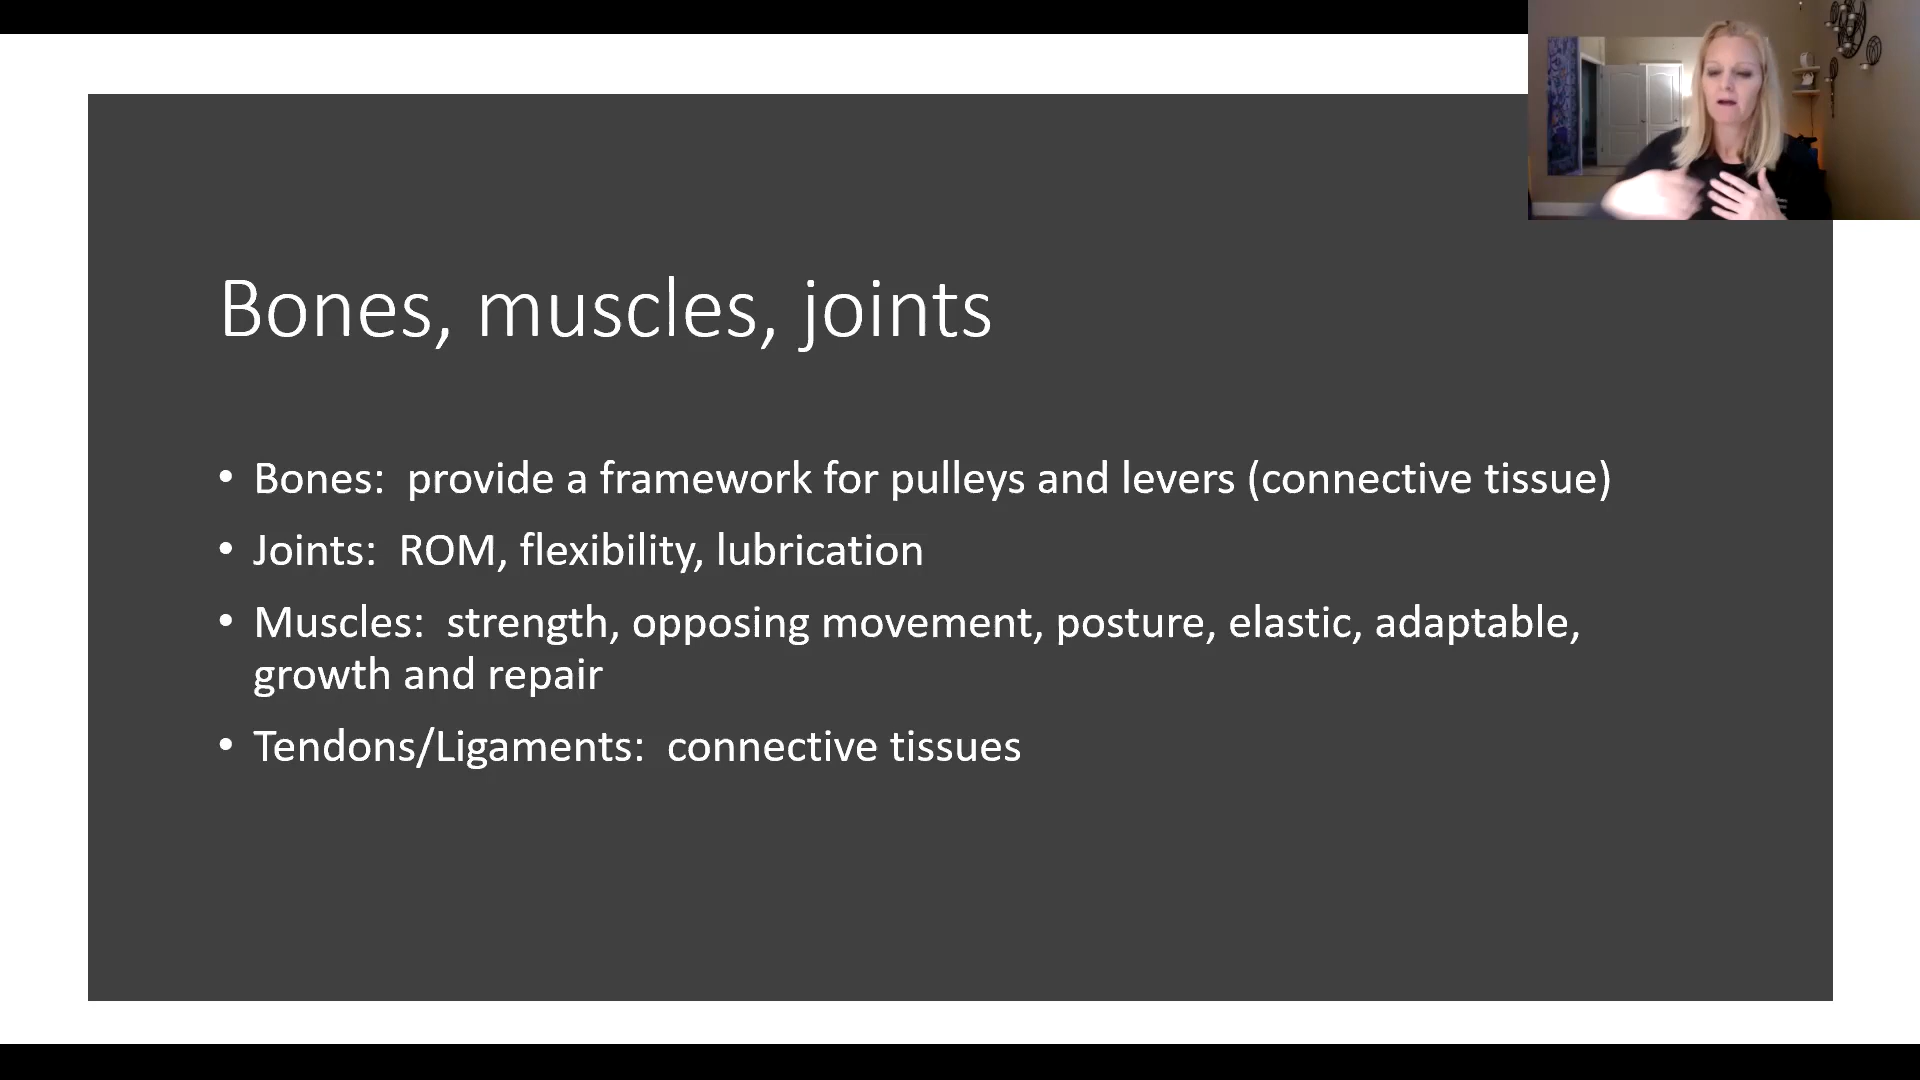 Bones, muscles, joints
• Bones:  provide a framework for pulleys and levers (connective tissue)
• Joints:  ROM, flexibility, lubrication
• Muscles:  strength, opposing movement, posture, elastic, adaptable,
growth and repair
• Tendons/Ligaments:  connective tissues